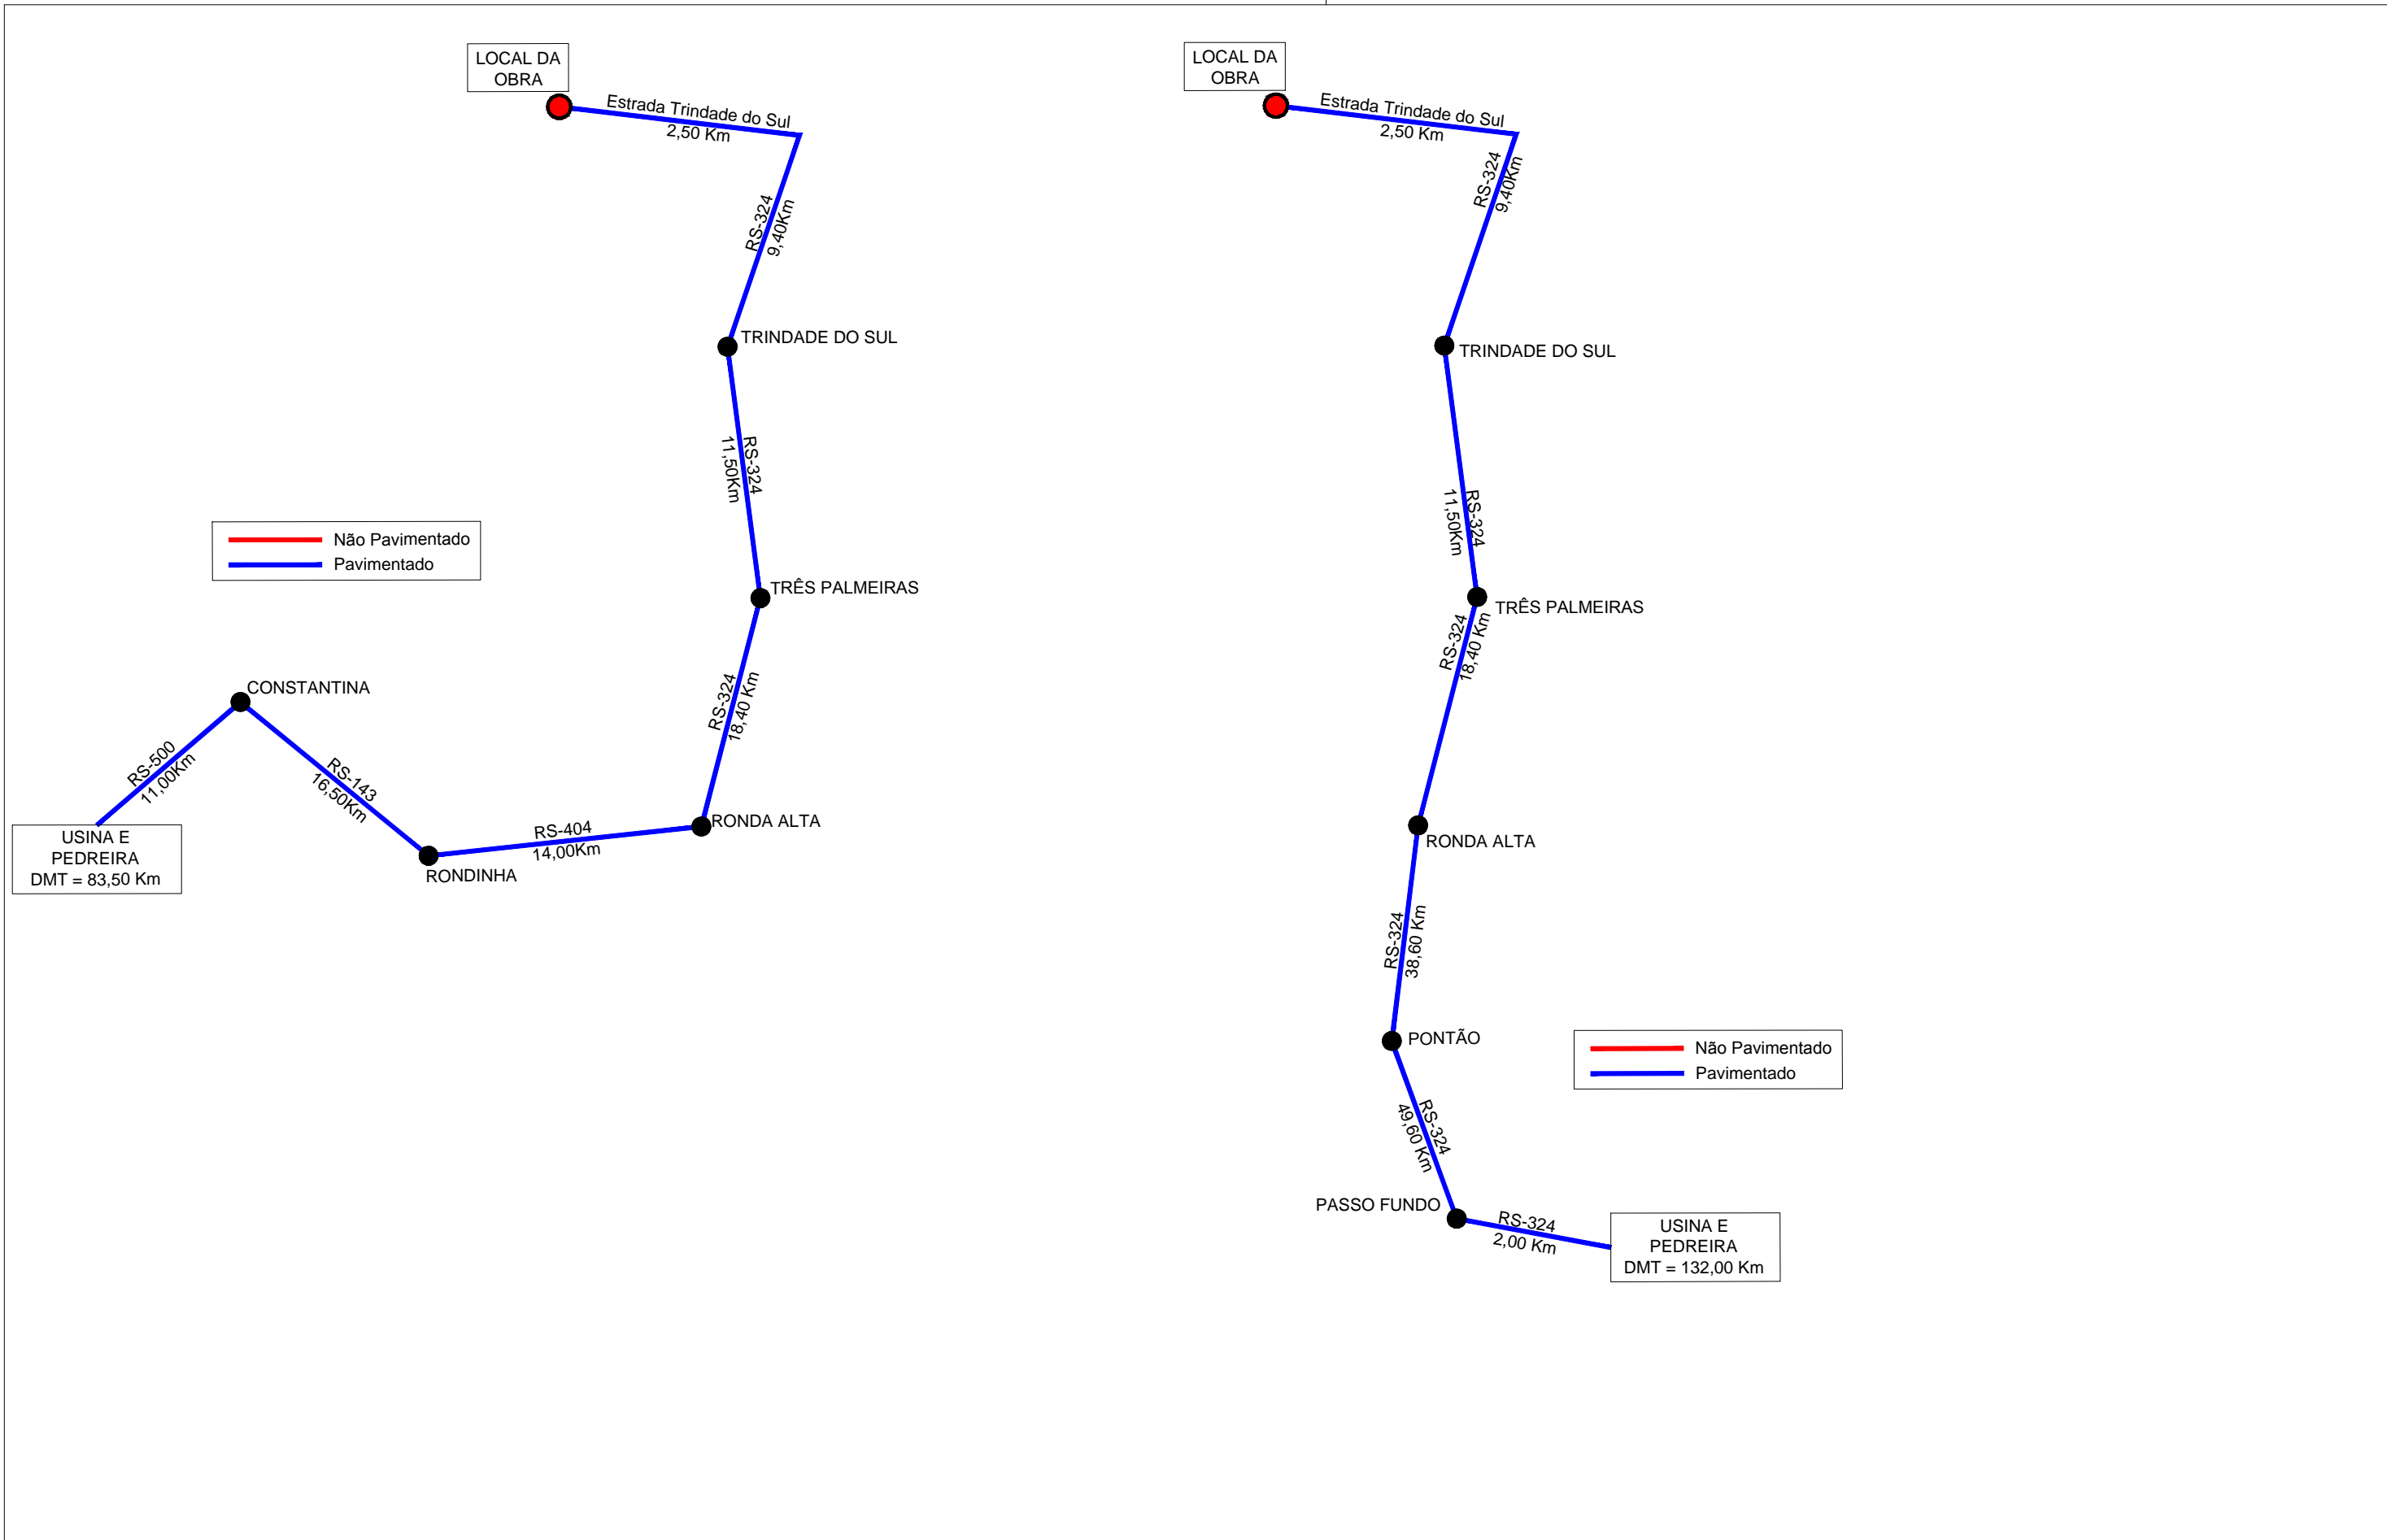 LOCAL DA
OBRA
Estrada Trindade do Sul
2,50 Km
RS-324
9,40Km
TRINDADE DO SUL
RS-324
11,50Km
Não Pavimentado
Pavimentado
TRÊS PALMEIRAS
RS-324
18,40 Km
CONSTANTINA
RS-500
11,00Km
RS-143
16,50Km
RONDA ALTA
RS-404
14,00Km
RONDINHA
USINA E
PEDREIRA
DMT = 83,50 Km
LOCAL DA
OBRA
Estrada Trindade do Sul
2,50 Km
RS-324
9,40Km
TRINDADE DO SUL
RS-324
11,50Km
TRÊS PALMEIRAS
RS-324
18,40 Km
RONDA ALTA
RS-324
38,60 Km
PONTÃO
Não Pavimentado
Pavimentado
RS-324
49,60 Km
PASSO FUNDO
RS-324
2,00 Km
USINA E
PEDREIRA
DMT = 132,00 Km